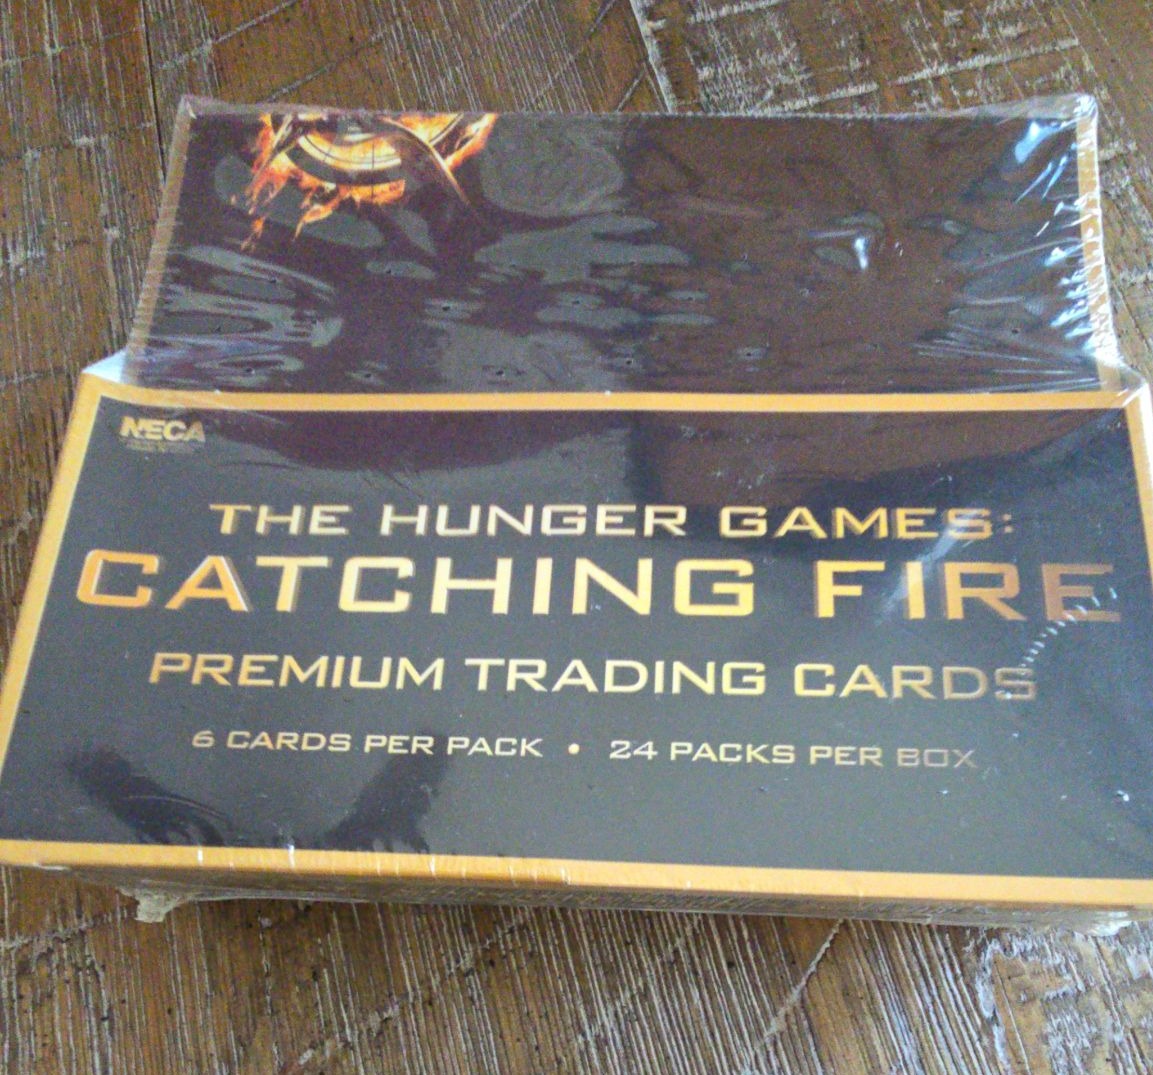 NECA
THE HUNGER GAMES:
CATCHING FIRE
PREMIUM TRADING CARDS
6 CARDS PER PACK • 24 PACKS PER BOX